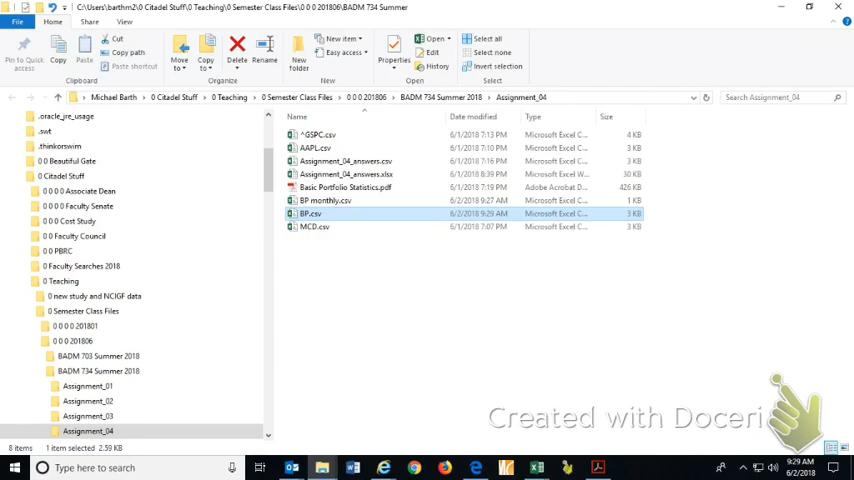 C:\Users\barthm2\0 Citadel Stuff\0 Teaching\0 Semester Class Files\0 0 0 201806\BADM 734 Summer
File Home Share View
Pin to Quick access
Copy
Paste
Cut
Copy path
Paste shortcut
Clipboard
Move to
Copy to
Delete
Rename
Organize
New folder
New item
Easy access
New
Properties
Open
Edit
History
Open
Select all
Select none
Invert selection
Select
Michael Barth > 0 Citadel Stuff > 0 Teaching > 0 Semester Class Files > 0 0 0 201806 > BADM 734 Summer 2018 > Assignment_04
Search Assignment_04
.oracle_jre_usage
.swt
.thinkorswim
0 0 Beautiful Gate
0 Citadel Stuff
0 0 0 0 Associate Dean
0 0 0 0 Faculty Senate
0 0 0 Cost Study
0 0 Faculty Council
0 0 PBRC
0 Faculty Searches 2018
0 Teaching
0 new study and NCIGF data
0 Semester Class Files
0 0 0 0 201801
0 0 0 201806
BADM 703 Summer 2018
BADM 734 Summer 2018
Assignment_01
Assignment_02
Assignment_03
Assignment_04
Name Date modified Type Size
^GSPC.csv 6/1/2018 7:13 PM Microsoft Excel C... 4 KB
AAPL.csv 6/1/2018 7:10 PM Microsoft Excel C... 3 KB
Assignment_04_answers.csv 6/1/2018 7:16 PM Microsoft Excel C... 3 KB
Assignment_04_answers.xlsx 6/1/2018 8:39 PM Microsoft Excel W... 30 KB
Basic Portfolio Statistics.pdf 6/1/2018 7:19 PM Adobe Acrobat D... 426 KB
BP monthly.csv 6/2/2018 9:27 AM Microsoft Excel C... 1 KB
BP.csv 6/2/2018 9:29 AM Microsoft Excel C... 3 KB
MCD.csv 6/1/2018 7:07 PM Microsoft Excel C... 3 KB
Created with Doceri
8 items 1 item selected 2.59 KB
Type here to search
9:29 AM
6/2/2018